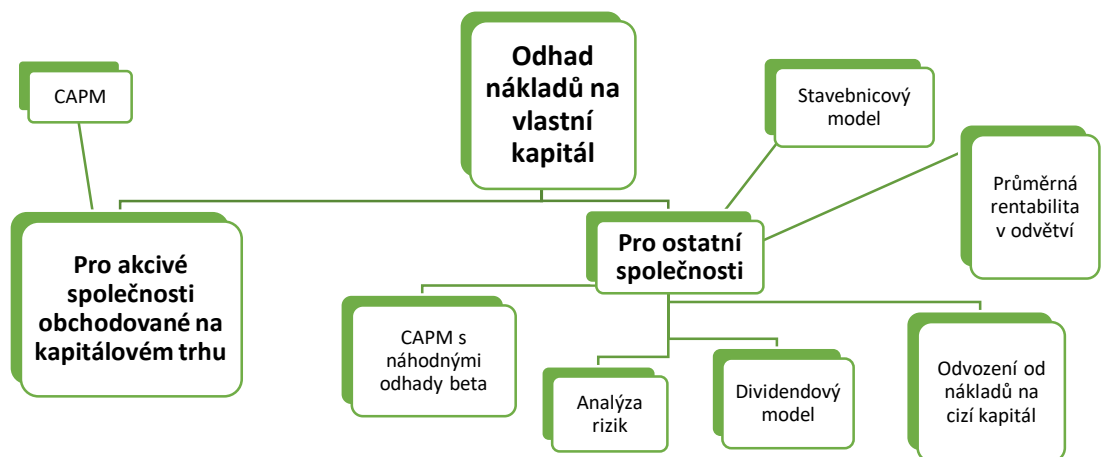 Odhad
nákladů na
vlastní
kapitál
CAPM
Stavebnicový
model
Průměrná
rentabilita
v odvětví
Pro akcivé
společnosti
obchodované na
kapitálovém trhu
Pro ostatní
společnosti
CAPM s
náhodnými
odhady beta
Analýza
rizik
Dividendový
model
Odvození od
nákladů na
cizí kapitál